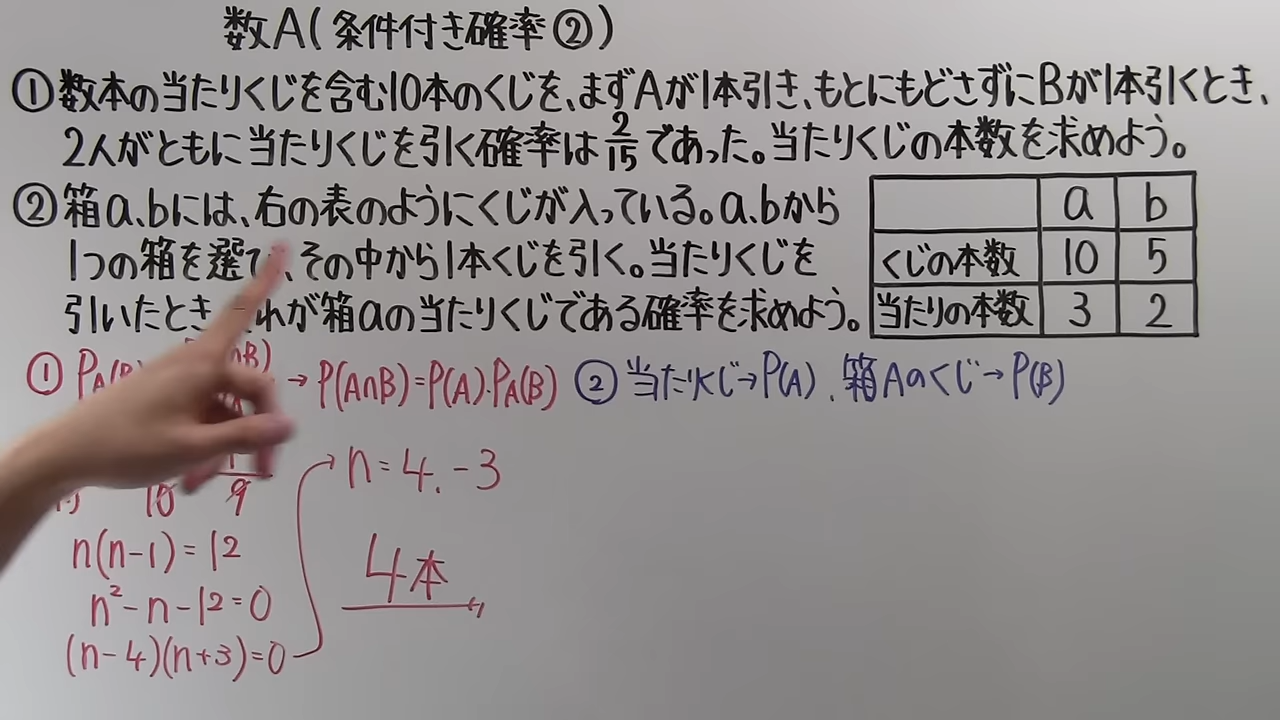 数A(条件付き確率②)
①数本の当たりくじを含む10本のくじを、まずAが1本引き、もとにもどさずにBが1本引くとき、
2人がともに当たりくじを引く確率は2/15であった。当たりくじの本数を求めよう。
②箱a、bには、右の表のようにくじが入っている。a、bから
1つの箱を選び、その中から1本くじを引く。当たりくじを
引いたとき、それが箱aの当たりくじである確率を求めよう。
a b
くじの本数 10 5
当たりの本数 3 2
① P_A(B) → P(A∩B)=P(A)・P_A(B)
10 9
n(n-1)=12
n²-n-12=0
(n-4)(n+3)=0
n=4、-3
4本
②当たりくじ→P(A)、箱Aのくじ→P(B)